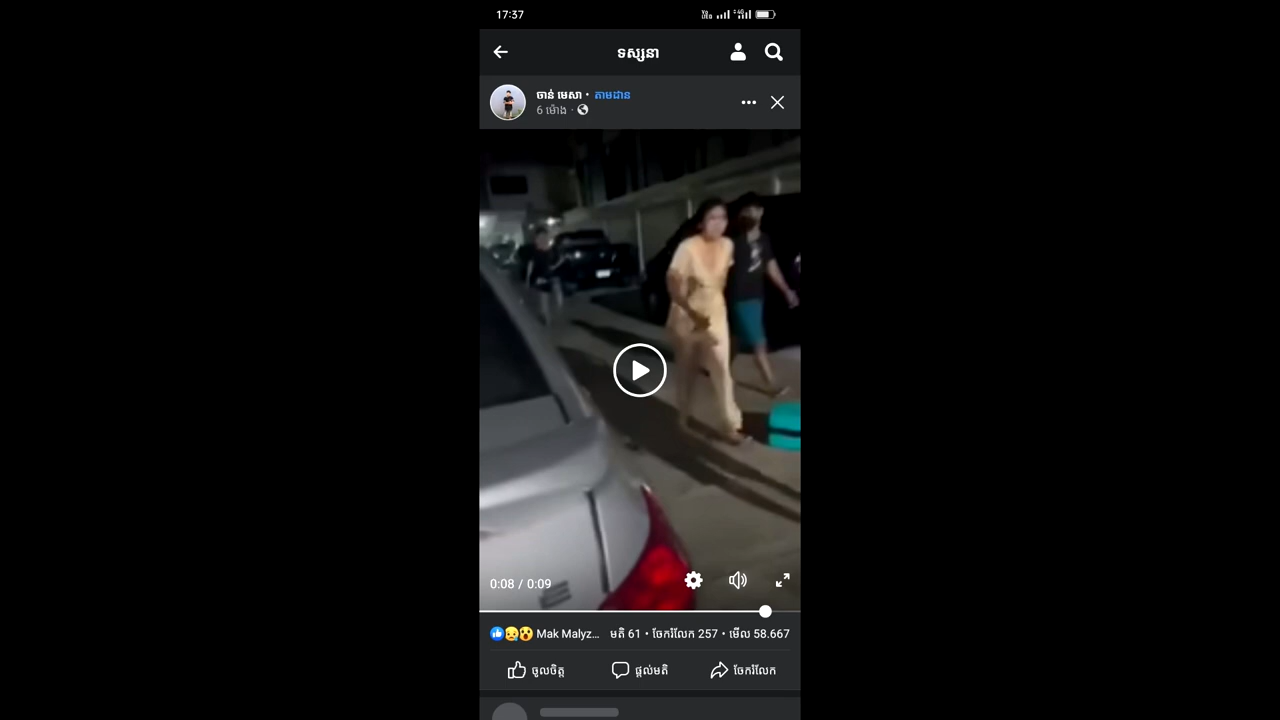 17:37
ទស្សនា
ចាន់ មេសា · តាមដាន
6 ម៉ោង ·
0:08 / 0:09
Mak Malyz... មតិ 61 · ចែករំលែក 257 · មើល 58.667
ចូលចិត្ត ផ្តល់មតិ ចែករំលែក